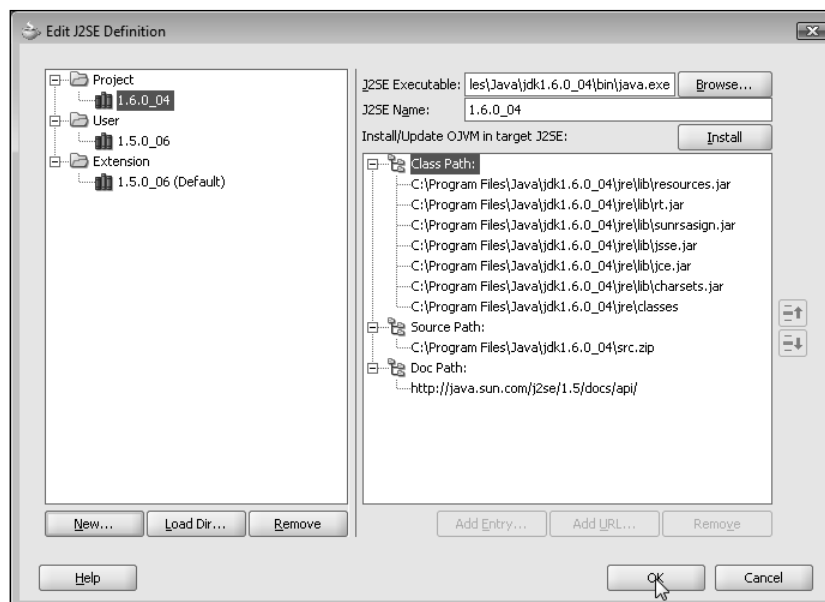 Edit J2SE Definition
Project
1.6.0_04
User
1.5.0_06
Extension
1.5.0_06 (Default)
New...
Load Dir...
Remove
J2SE Executable: les\Java\jdk1.6.0_04\bin\java.exe Browse...
J2SE Name: 1.6.0_04
Install/Update OJVM in target J2SE: Install
Class Path:
C:\Program Files\Java\jdk1.6.0_04\jre\lib\resources.jar
C:\Program Files\Java\jdk1.6.0_04\jre\lib\rt.jar
C:\Program Files\Java\jdk1.6.0_04\jre\lib\sunrsasign.jar
C:\Program Files\Java\jdk1.6.0_04\jre\lib\jsse.jar
C:\Program Files\Java\jdk1.6.0_04\jre\lib\jce.jar
C:\Program Files\Java\jdk1.6.0_04\jre\lib\charsets.jar
C:\Program Files\Java\jdk1.6.0_04\jre\classes
Source Path:
C:\Program Files\Java\jdk1.6.0_04\src.zip
Doc Path:
http://java.sun.com/j2se/1.5/docs/api/
Add Entry...
Add URL...
Remove
Help
OK
Cancel